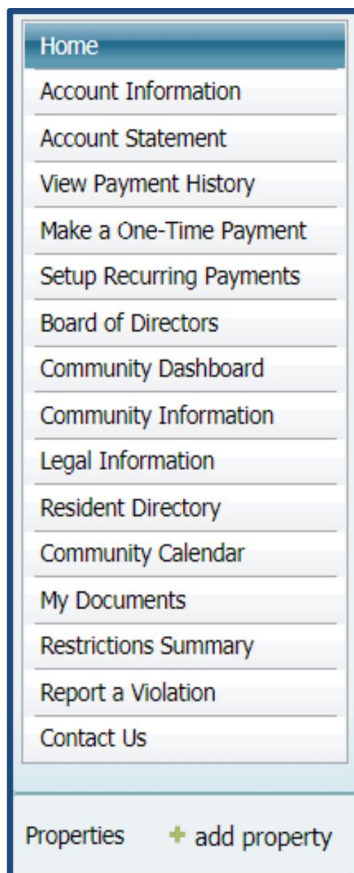 Home
Account Information
Account Statement
View Payment History
Make a One-Time Payment
Setup Recurring Payments
Board of Directors
Community Dashboard
Community Information
Legal Information
Resident Directory
Community Calendar
My Documents
Restrictions Summary
Report a Violation
Contact Us
Properties + add property